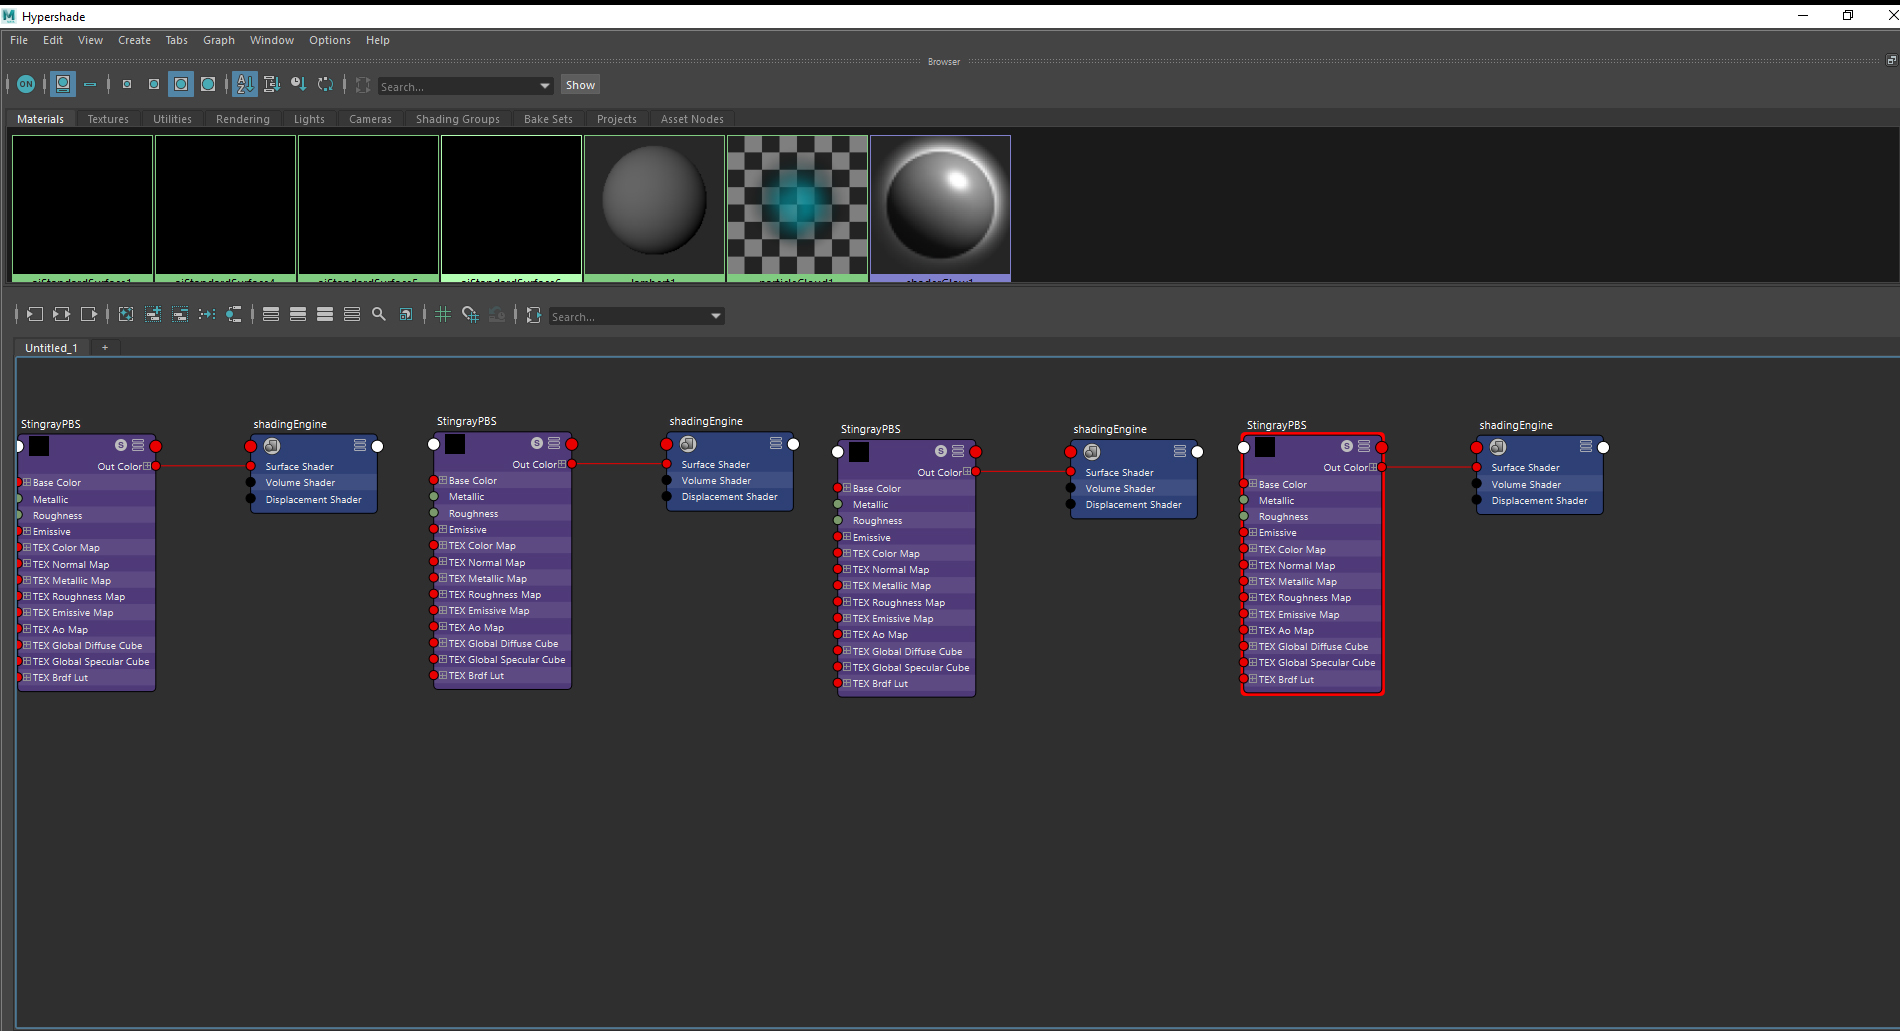 Hypershade
File Edit View Create Tabs Graph Window Options Help
Browser
ON
Search...
Show
Materials Textures Utilities Rendering Lights Cameras Shading Groups Bake Sets Projects Asset Nodes
Search...
Untitled_1 +
StingrayPBS
S
Out Color
Base Color
Metallic
Roughness
Emissive
TEX Color Map
TEX Normal Map
TEX Metallic Map
TEX Roughness Map
TEX Emissive Map
TEX Ao Map
TEX Global Diffuse Cube
TEX Global Specular Cube
TEX Brdf Lut
shadingEngine
Surface Shader
Volume Shader
Displacement Shader
StingrayPBS
S
Out Color
Base Color
Metallic
Roughness
Emissive
TEX Color Map
TEX Normal Map
TEX Metallic Map
TEX Roughness Map
TEX Emissive Map
TEX Ao Map
TEX Global Diffuse Cube
TEX Global Specular Cube
TEX Brdf Lut
shadingEngine
Surface Shader
Volume Shader
Displacement Shader
StingrayPBS
S
Out Color
Base Color
Metallic
Roughness
Emissive
TEX Color Map
TEX Normal Map
TEX Metallic Map
TEX Roughness Map
TEX Emissive Map
TEX Ao Map
TEX Global Diffuse Cube
TEX Global Specular Cube
TEX Brdf Lut
shadingEngine
Surface Shader
Volume Shader
Displacement Shader
StingrayPBS
S
Out Color
Base Color
Metallic
Roughness
Emissive
TEX Color Map
TEX Normal Map
TEX Metallic Map
TEX Roughness Map
TEX Emissive Map
TEX Ao Map
TEX Global Diffuse Cube
TEX Global Specular Cube
TEX Brdf Lut
shadingEngine
Surface Shader
Volume Shader
Displacement Shader